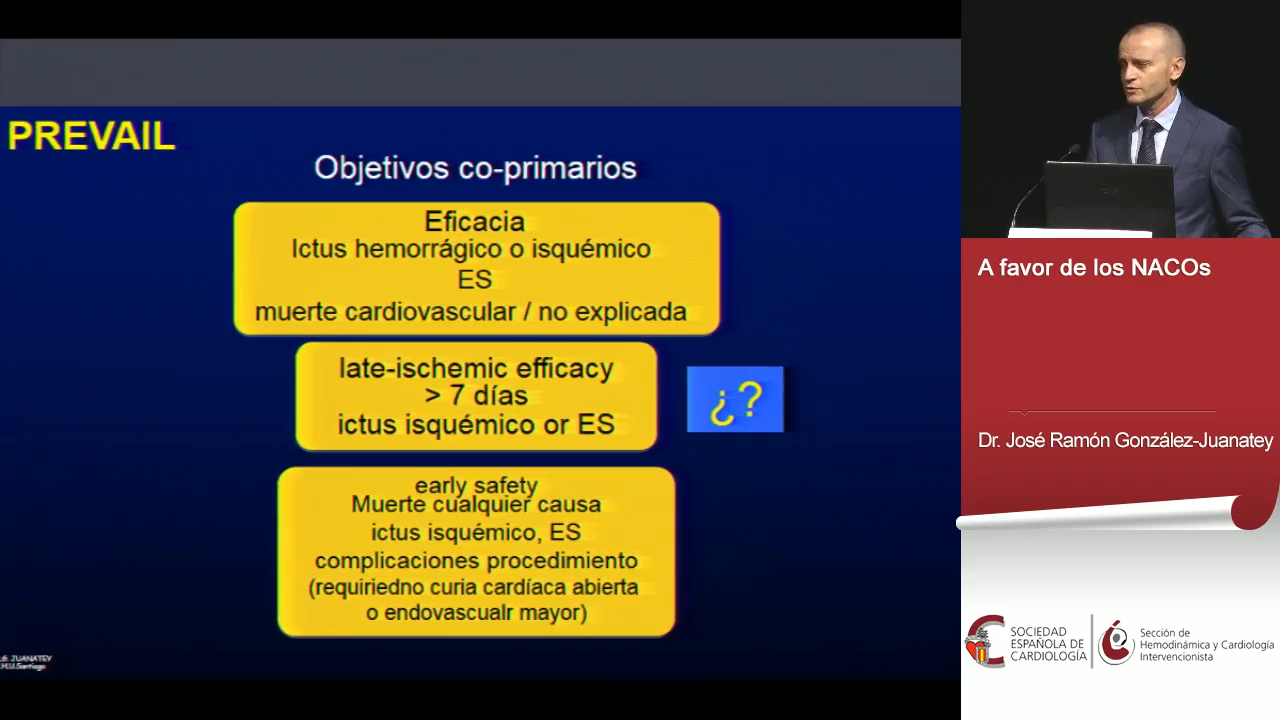 PREVAIL
Objetivos co-primarios
Eficacia
Ictus hemorrágico o isquémico
ES
muerte cardiovascular / no explicada
late-ischemic efficacy
> 7 días
ictus isquémico or ES
¿?
early safety
Muerte cualquier causa
ictus isquémico, ES
complicaciones procedimiento
(requiriedno curia cardíaca abierta
o endovascualr mayor)
JUANATEY
H.U.Santiago
A favor de los NACOs
Dr. José Ramón González-Juanatey
SOCIEDAD
ESPAÑOLA DE
CARDIOLOGÍA
Sección de
Hemodinámica y Cardiología
Intervencionista